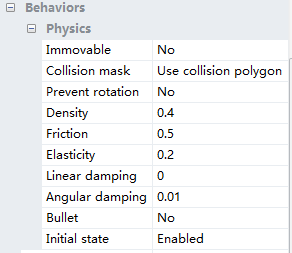 Behaviors
Physics
Immovable No
Collision mask Use collision polygon
Prevent rotation No
Density 0.4
Friction 0.5
Elasticity 0.2
Linear damping 0
Angular damping 0.01
Bullet No
Initial state Enabled